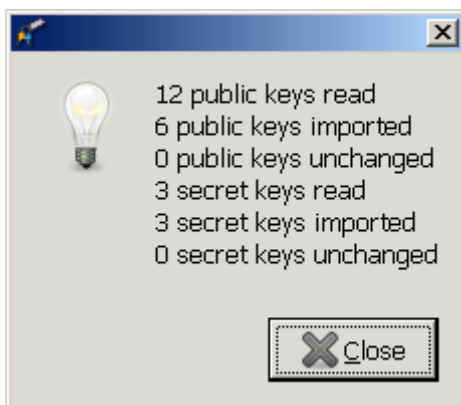 12 public keys read
6 public keys imported
0 public keys unchanged
3 secret keys read
3 secret keys imported
0 secret keys unchanged
Close